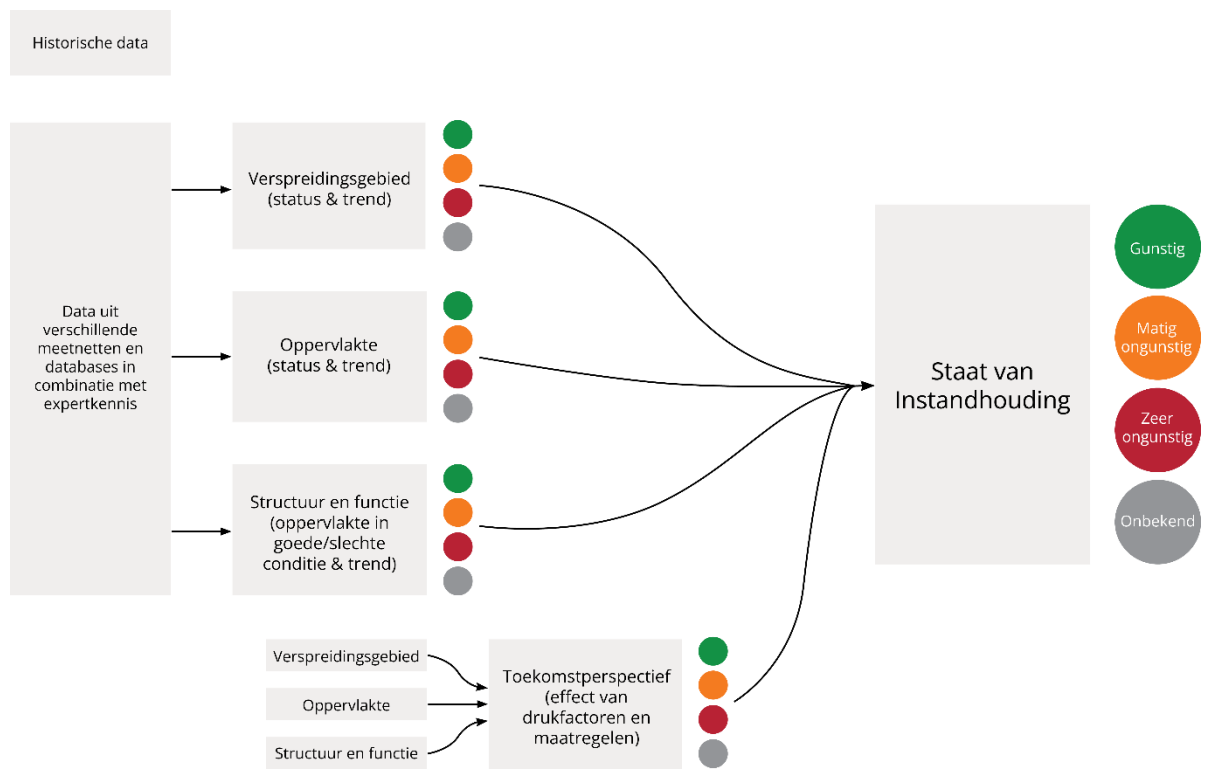 Historische data
Data uit
verschillende
meetnetten en
databases in
combinatie met
expertkennis
Verspreidingsgebied
(status & trend)
Oppervlakte
(status & trend)
Structuur en functie
(oppervlakte in
goede/slechte
conditie & trend)
Verspreidingsgebied
Oppervlakte
Structuur en functie
Toekomstperspectief
(effect van
drukfactoren en
maatregelen)
Staat van
Instandhouding
Gunstig
Matig
ongunstig
Zeer
ongunstig
Onbekend